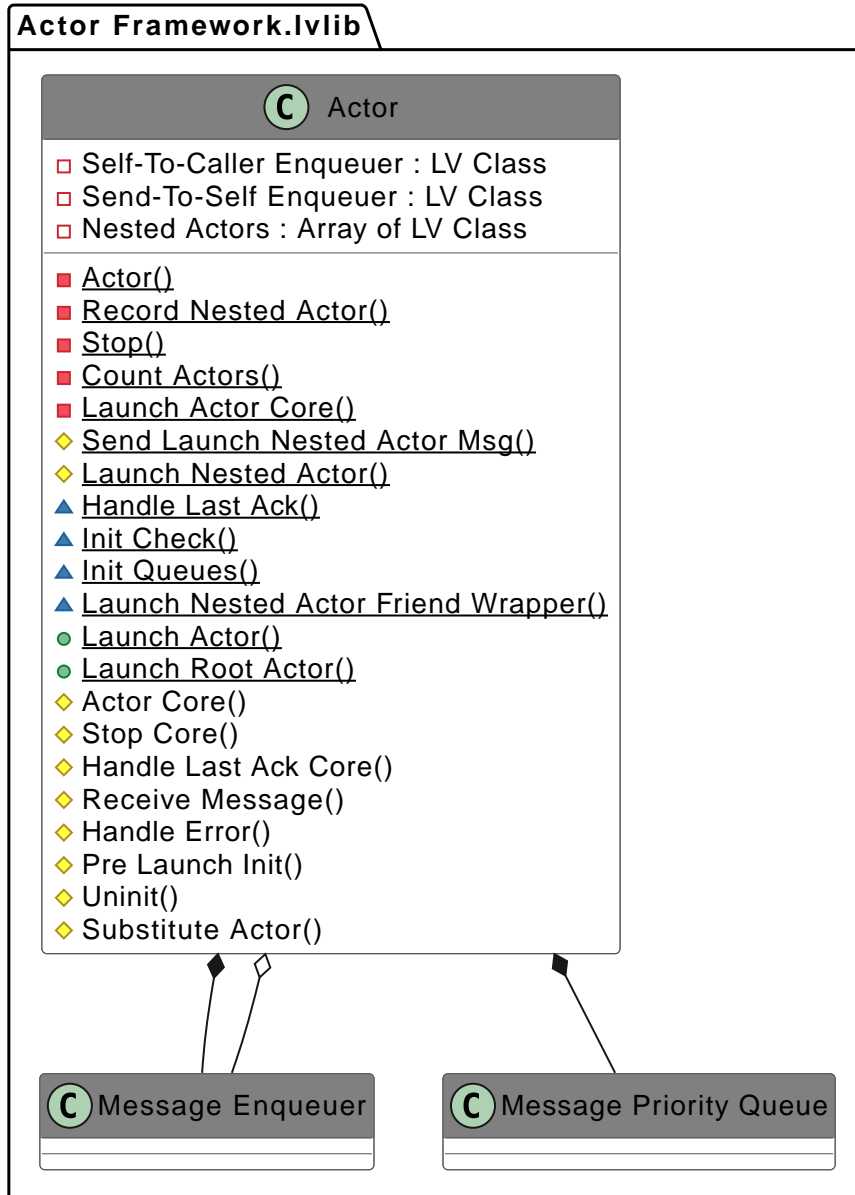 Actor Framework.lvlib
C Actor
Self-To-Caller Enqueuer : LV Class
Send-To-Self Enqueuer : LV Class
Nested Actors : Array of LV Class
Actor()
Record Nested Actor()
Stop()
Count Actors()
Launch Actor Core()
Send Launch Nested Actor Msg()
Launch Nested Actor()
Handle Last Ack()
Init Check()
Init Queues()
Launch Nested Actor Friend Wrapper()
Launch Actor()
Launch Root Actor()
Actor Core()
Stop Core()
Handle Last Ack Core()
Receive Message()
Handle Error()
Pre Launch Init()
Uninit()
Substitute Actor()
C Message Enqueuer
C Message Priority Queue